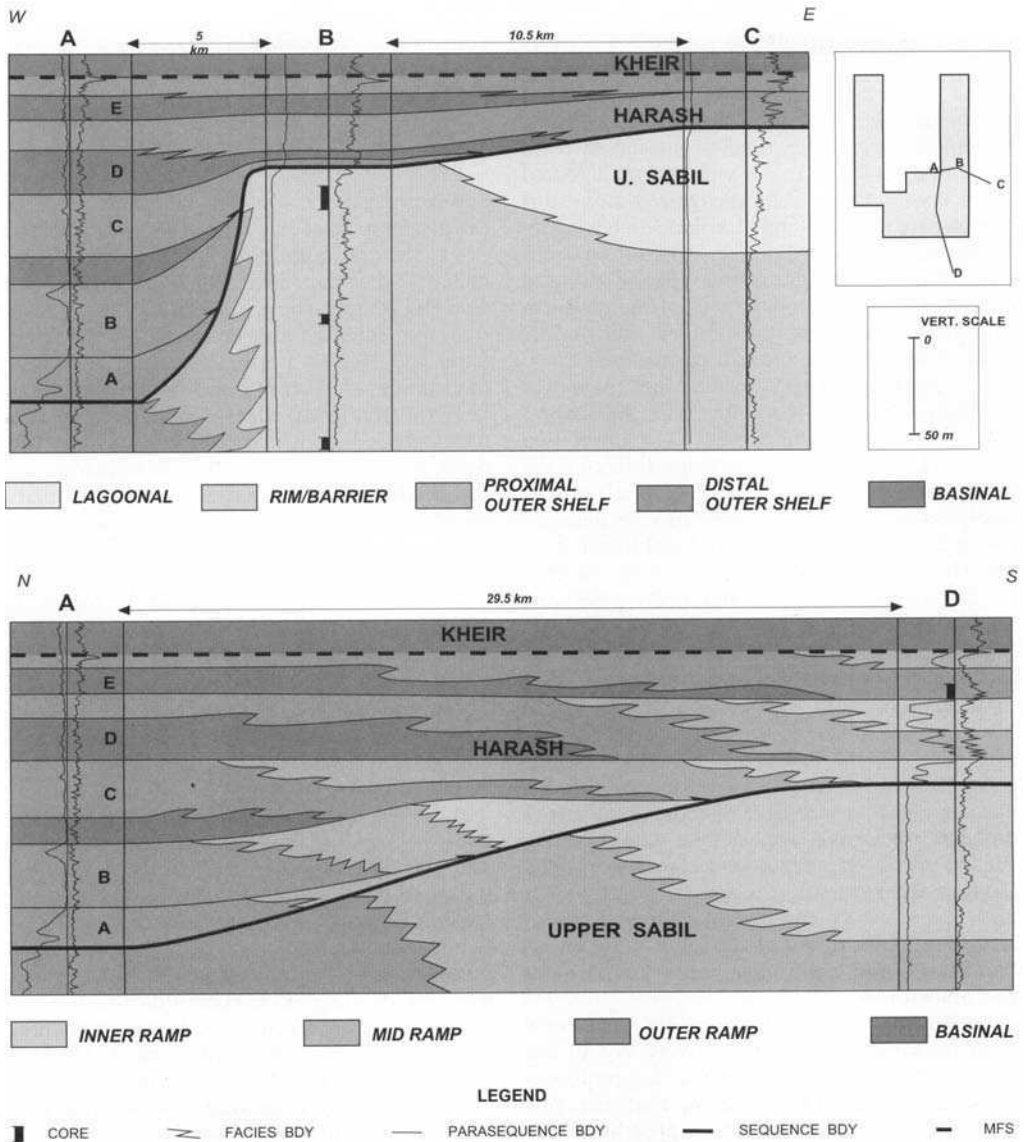 W
E
A
5
km
B
10.5 km
C
KHEIR
E
HARASH
D
U. SABIL
C
B
A
A
B
C
D
VERT. SCALE
0
50 m
LAGOONAL
RIM/BARRIER
PROXIMAL
OUTER SHELF
DISTAL
OUTER SHELF
BASINAL
N
S
A
29.5 km
D
KHEIR
E
D
HARASH
C
B
A
UPPER SABIL
INNER RAMP
MID RAMP
OUTER RAMP
BASINAL
LEGEND
CORE
FACIES BDY
PARASEQUENCE BDY
SEQUENCE BDY
MFS